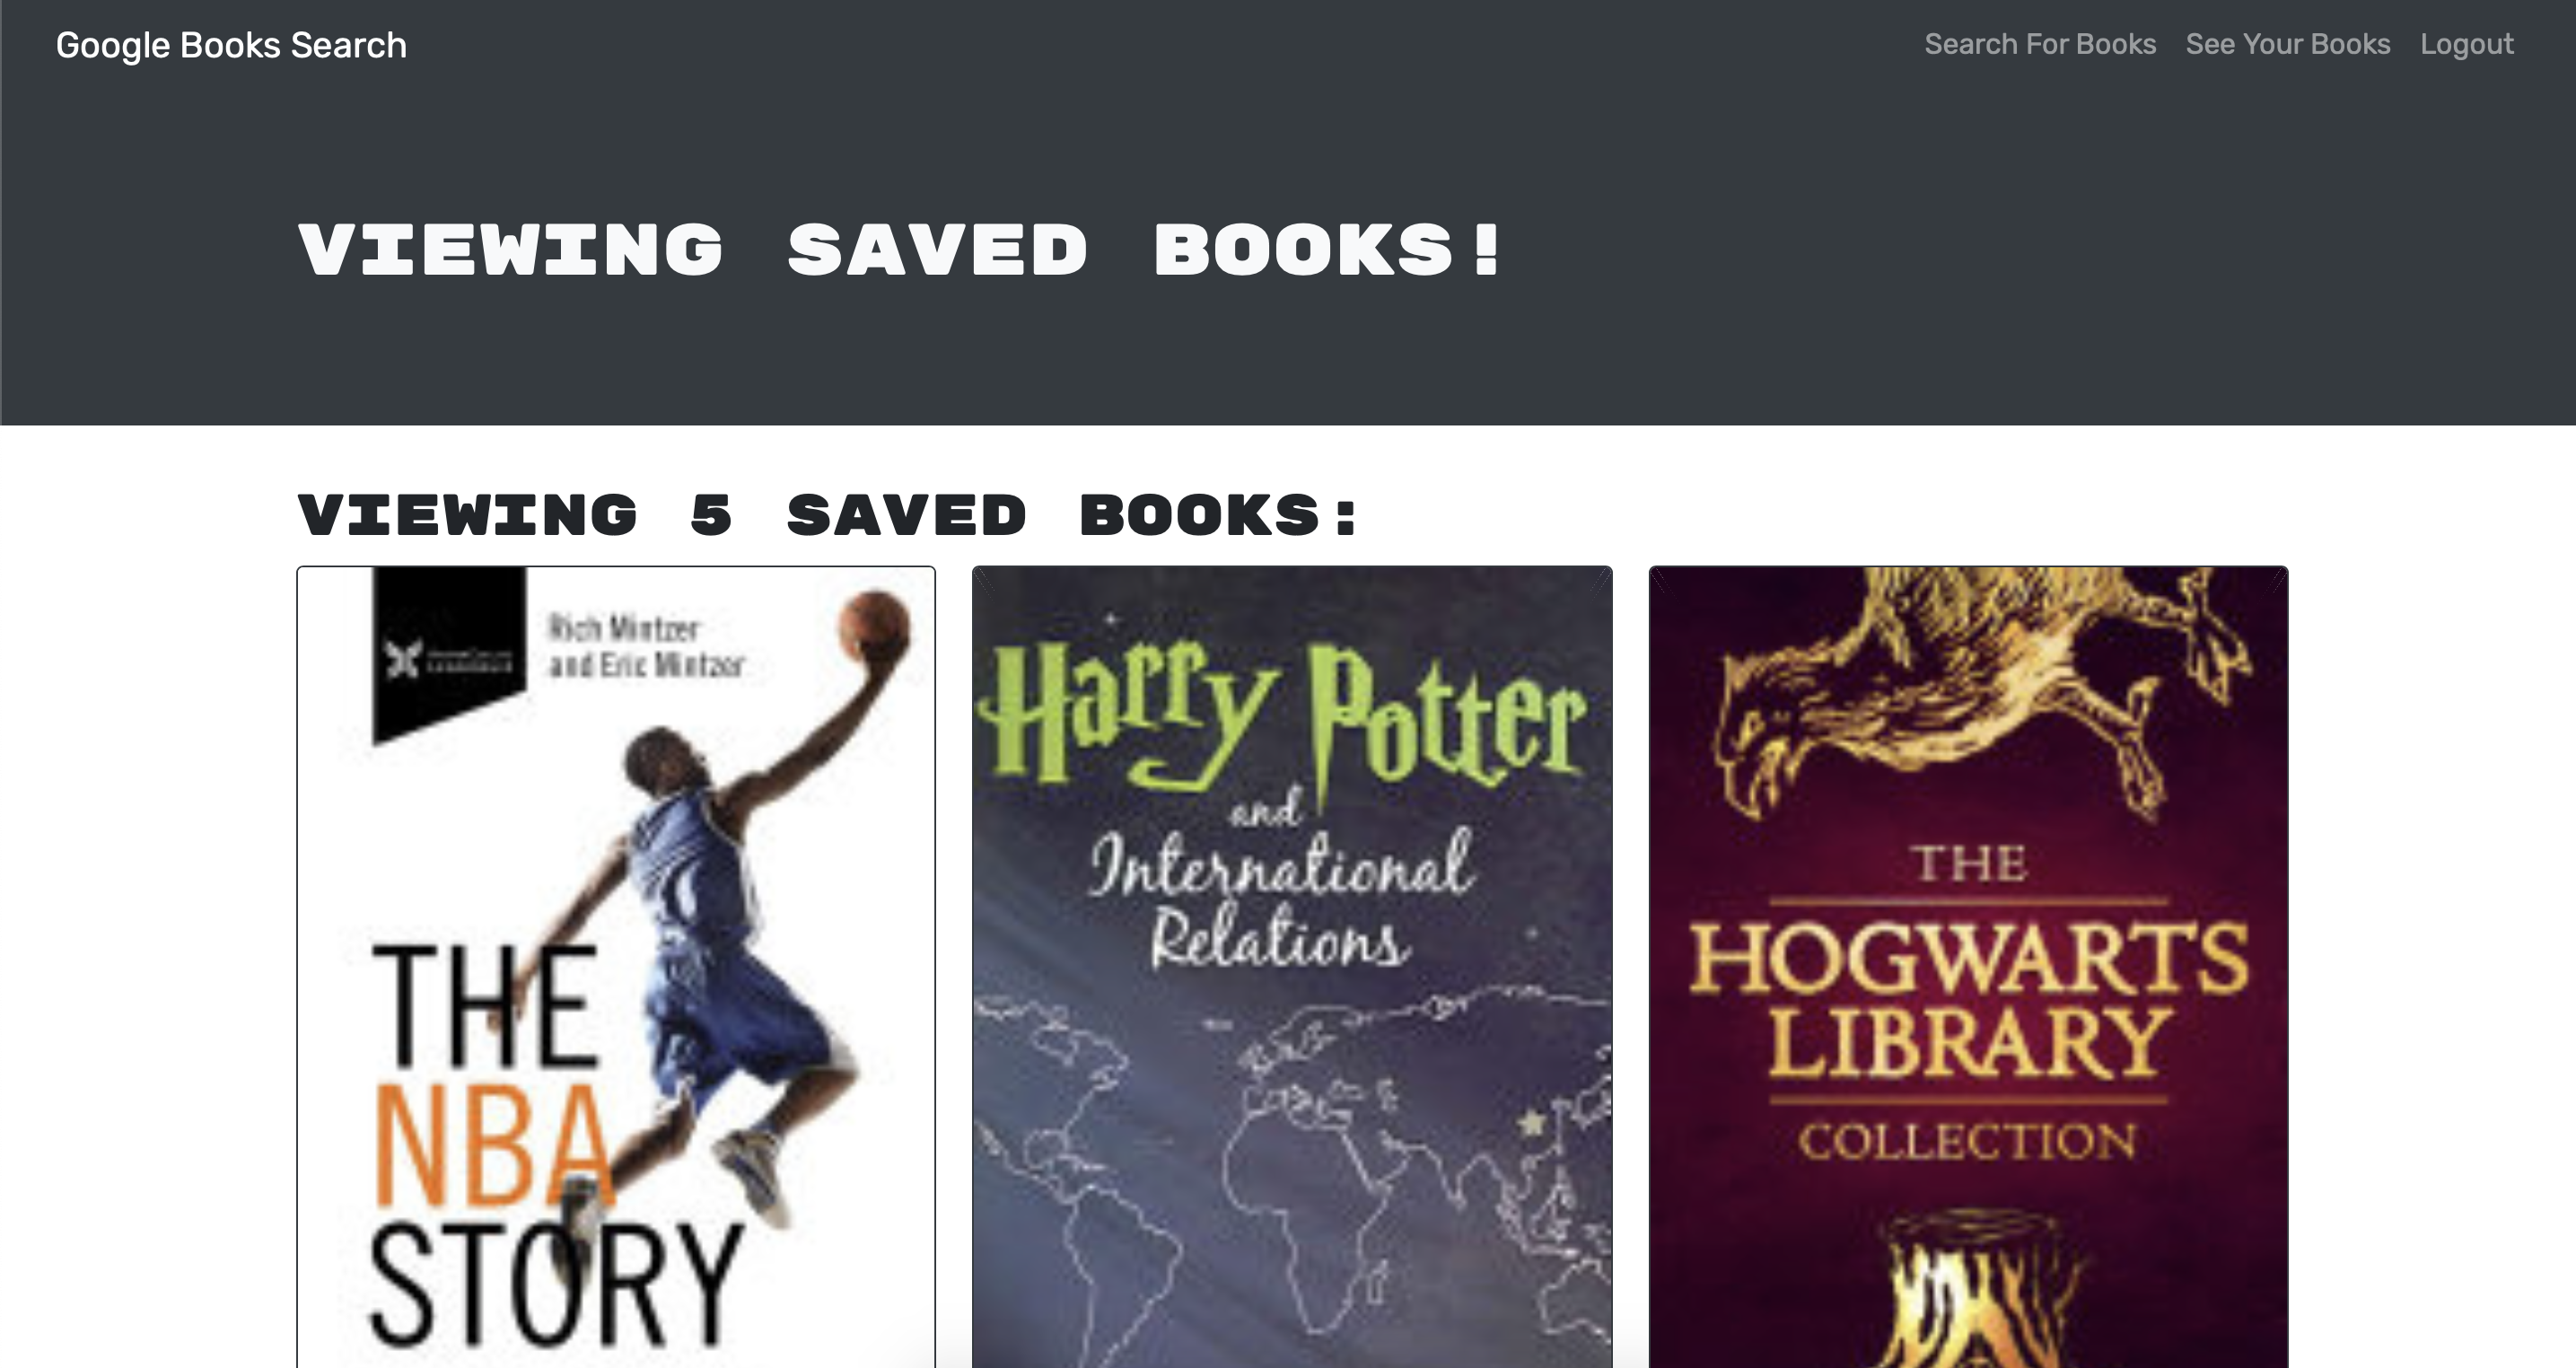 Google Books Search
Search For Books See Your Books Logout
VIEWING SAVED BOOKS!
VIEWING 5 SAVED BOOKS:
Rich Mintzer
and Eric Mintzer
THE
NBA
STORY
Harry Potter
and
International
Relations
THE
HOGWARTS
LIBRARY
COLLECTION